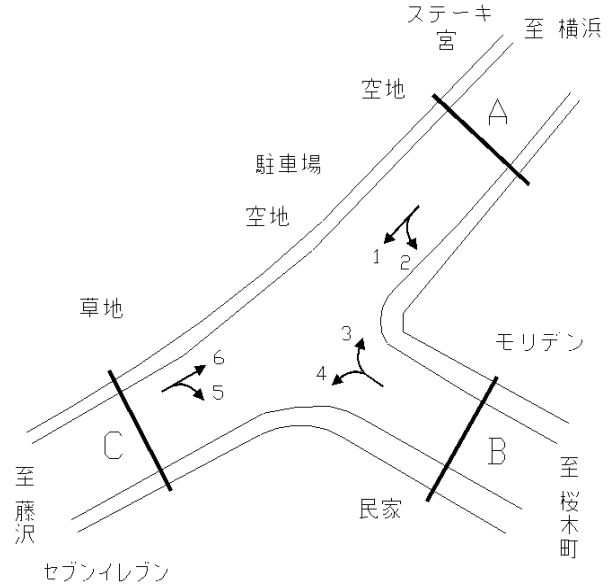 ステーキ
宮
至 横浜
空地
A
駐車場
空地
1
2
草地
3
モリデン
6
4
5
C
B
至 藤沢
民家
至 桜木町
セブンイレブン